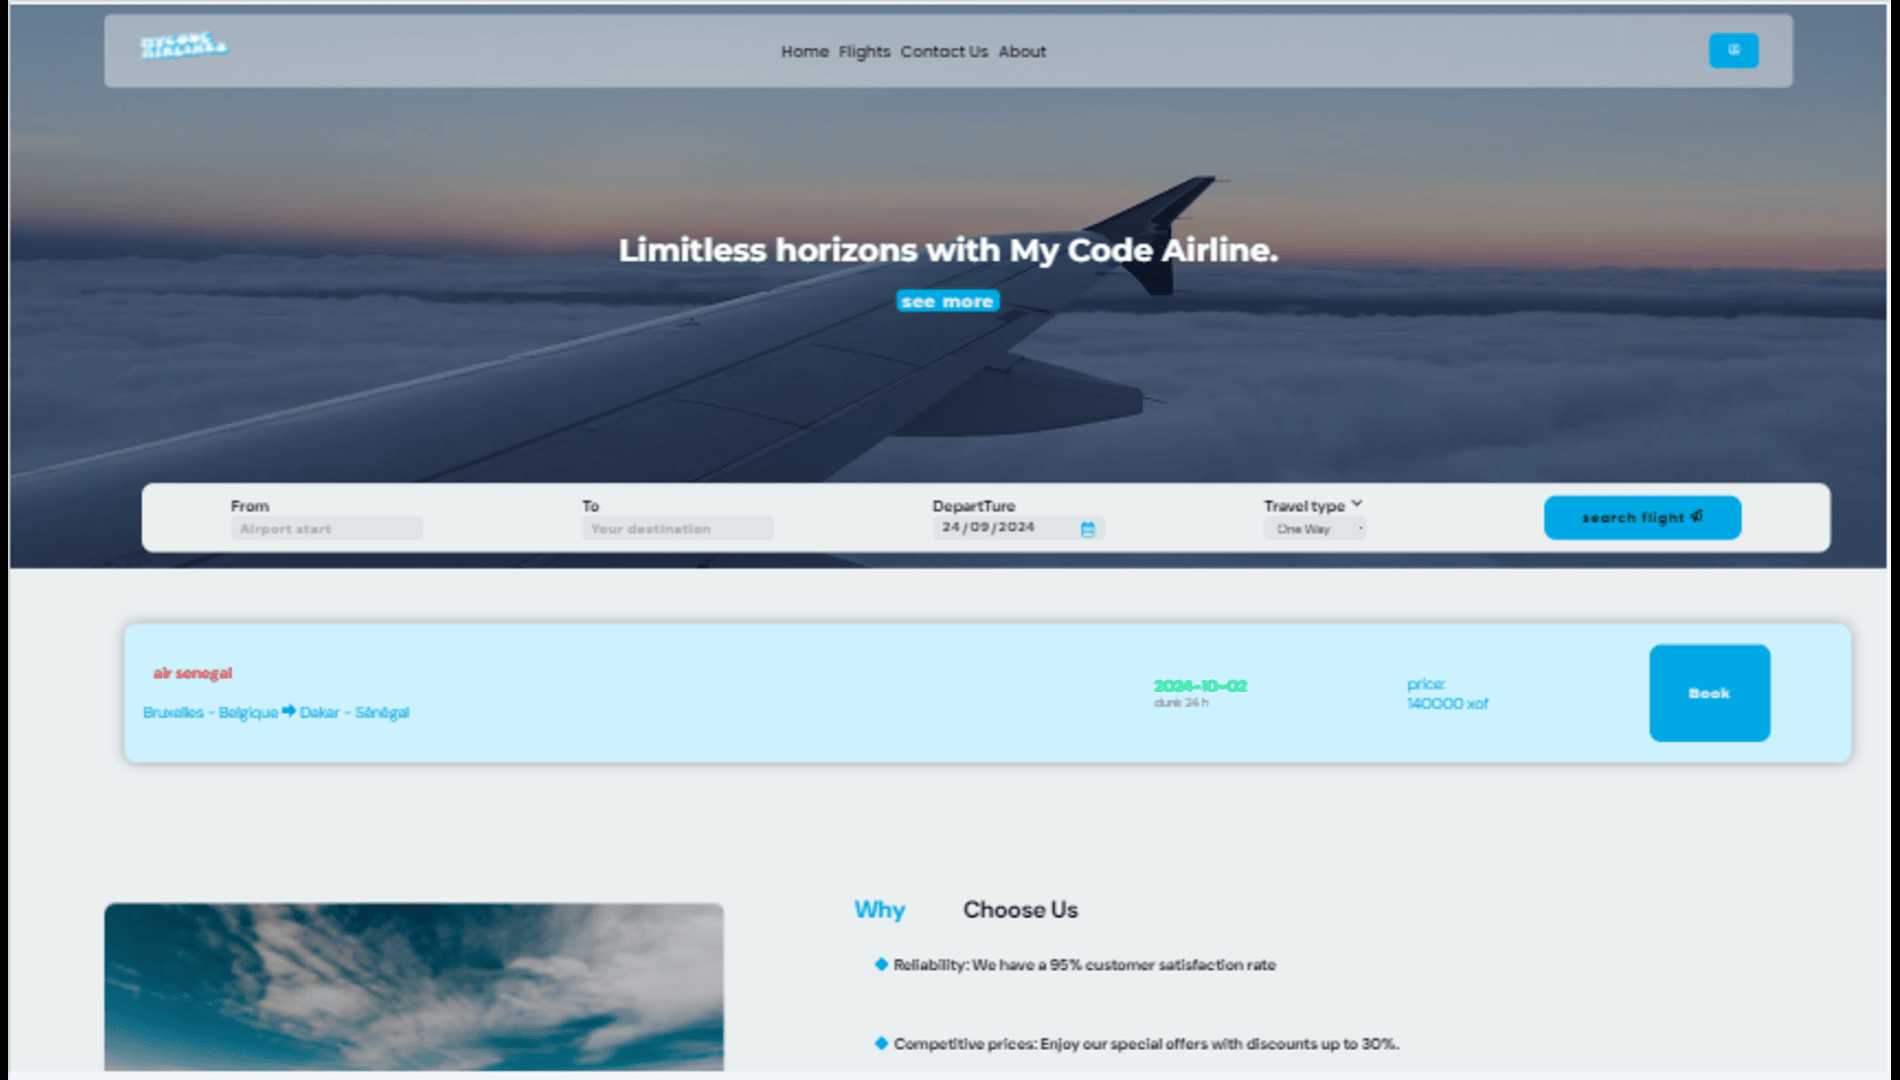 MYCODE
AIRLINES
Home Flights Contact Us About
Limitless horizons with My Code Airline.
see more
From
Airport start
To
Your destination
DepartTure
24/09/2024
Travel type
One Way
search flight
air senegal
Bruxelles - Belgique Dakar - Sénégal
2024-10-02
24 h
price:
140000 xof
Book
Why Choose Us
Reliability: We have a 95% customer satisfaction rate
Competitive prices: Enjoy our special offers with discounts up to 30%.